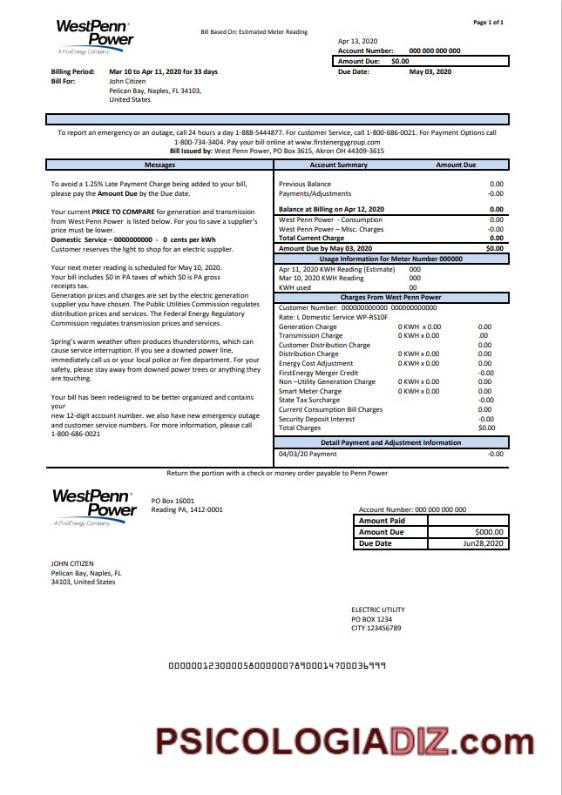 Page 1 of 1
WestPenn Power
A FirstEnergy Company
Bill Based On: Estimated Meter Reading
Apr 13, 2020
Account Number: 000 000 000 000
Amount Due: $0.00
Due Date: May 03, 2020
Billing Period: Mar 10 to Apr 11, 2020 for 33 days
Bill For: John Citizen
Pelican Bay, Naples, FL 34103,
United States
To report an emergency or an outage, call 24 hours a day 1-888-5444877. For customer Service, call 1-800-686-0021. For Payment Options call
1-800-734-3404. Pay your bill online at www.firstenergygroup.com
Bill Issued by: West Penn Power, PO Box 3615, Akron OH 44309-3615
Messages
To avoid a 1.25% Late Payment Charge being added to your bill,
please pay the Amount Due by the Due date.
Your current PRICE TO COMPARE for generation and transmission
from West Penn Power is listed below. For you to save a supplier's
price must be lower.
Domestic Service – 0000000000 - 0 cents per kWh
Customer reserves the light to shop for an electric supplier.
Your next meter reading is scheduled for May 10, 2020.
Your bill includes $0 in PA taxes of which $0 is PA gross
receipts tax.
Generation prices and charges are set by the electric generation
supplier you have chosen. The Public Utilities Commission regulates
distribution prices and services. The Federal Energy Regulatory
Commission regulates transmission prices and services.
Spring's warm weather often produces thunderstorms, which can
cause service interruption. If you see a downed power line,
immediately call us or your local police or fire department. For your
safety, please stay away from downed power trees or anything they
are touching.
Your bill has been redesigned to be better organized and contains
your
new 12-digit account number. we also have new emergency outage
and customer service numbers. For more information, please call
1-800-686-0021
Account Summary Amount Due
Previous Balance 0.00
Payments/Adjustments -0.00
Balance at Billing on Apr 12, 2020 0.00
West Penn Power - Consumption 0.00
West Penn Power – Misc. Charges -0.00
Total Current Charge 0.00
Amount Due by May 03, 2020 $0.00
Usage Information for Meter Number 000000
Apr 11, 2020 KWH Reading (Estimate) 000
Mar 10, 2020 KWH Reading 000
KWH used 00
Charges From West Penn Power
Customer Number: 000000000000 0000000000
Rate: L Domestic Service WP-RS10F
Generation Charge 0 KWH x 0.00 0.00
Transmission Charge 0 KWH x 0.00 .00
Customer Distribution Charge 0.00
Distribution Charge 0 KWH x 0.00 0.00
Energy Cost Adjustment 0 KWH x 0.00 0.00
FirstEnergy Merger Credit -0.00
Non –Utility Generation Charge 0 KWH x 0.00 0.00
Smart Meter Charge 0 KWH x 0.00 0.00
State Tax Surcharge -0.00
Current Consumption Bill Charges 0.00
Security Deposit Interest -0.00
Total Charges $0.00
Detail Payment and Adjustment Information
04/03/20 Payment -0.00
Return the portion with a check or money order payable to Penn Power
WestPenn Power
A FirstEnergy Company
PO Box 16001
Reading PA, 1412-0001
Account Number: 000 000 000 000
Amount Paid
Amount Due $000.00
Due Date Jun28,2020
JOHN CITIZEN
Pelican Bay, Naples, FL
34103, United States
ELECTRIC UTILITY
PO BOX 1234
CITY 123456789
00000012300005800000078900014700036999
PSICOLOGIADIZ.com